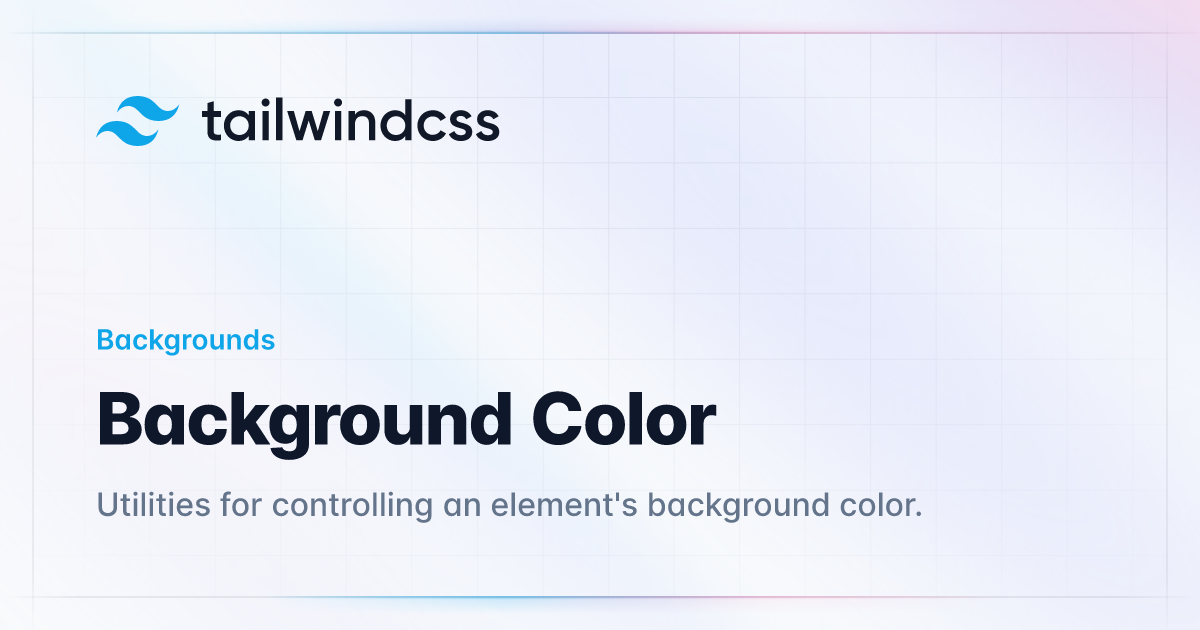 tailwindcss
Backgrounds
Background Color
Utilities for controlling an element's background color.